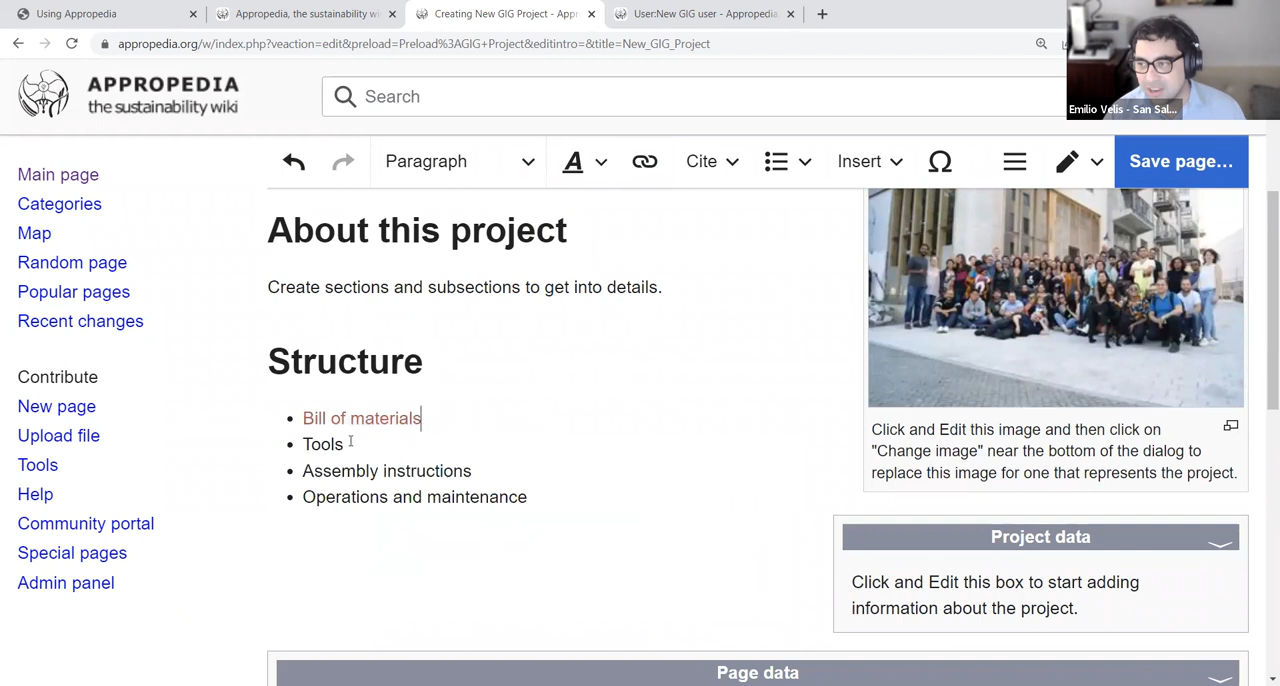 Using Appropedia
Appropedia, the sustainability wi
Creating New GIG Project - Appr
User:New GIG user - Appropedia
appropedia.org/w/index.php?veaction=edit&preload=Preload%3AGIG+Project&editintro=&title=New_GIG_Project
Emilio Velis - San Sal...
APPROPEDIA
the sustainability wiki
Search
Paragraph
A
Cite
Insert
Ω
Save page...
Main page
Categories
Map
Random page
Popular pages
Recent changes
Contribute
New page
Upload file
Tools
Help
Community portal
Special pages
Admin panel
About this project
Create sections and subsections to get into details.
Structure
Bill of materials
Tools
Assembly instructions
Operations and maintenance
Click and Edit this image and then click on
"Change image" near the bottom of the dialog to
replace this image for one that represents the project.
Project data
Click and Edit this box to start adding
information about the project.
Page data